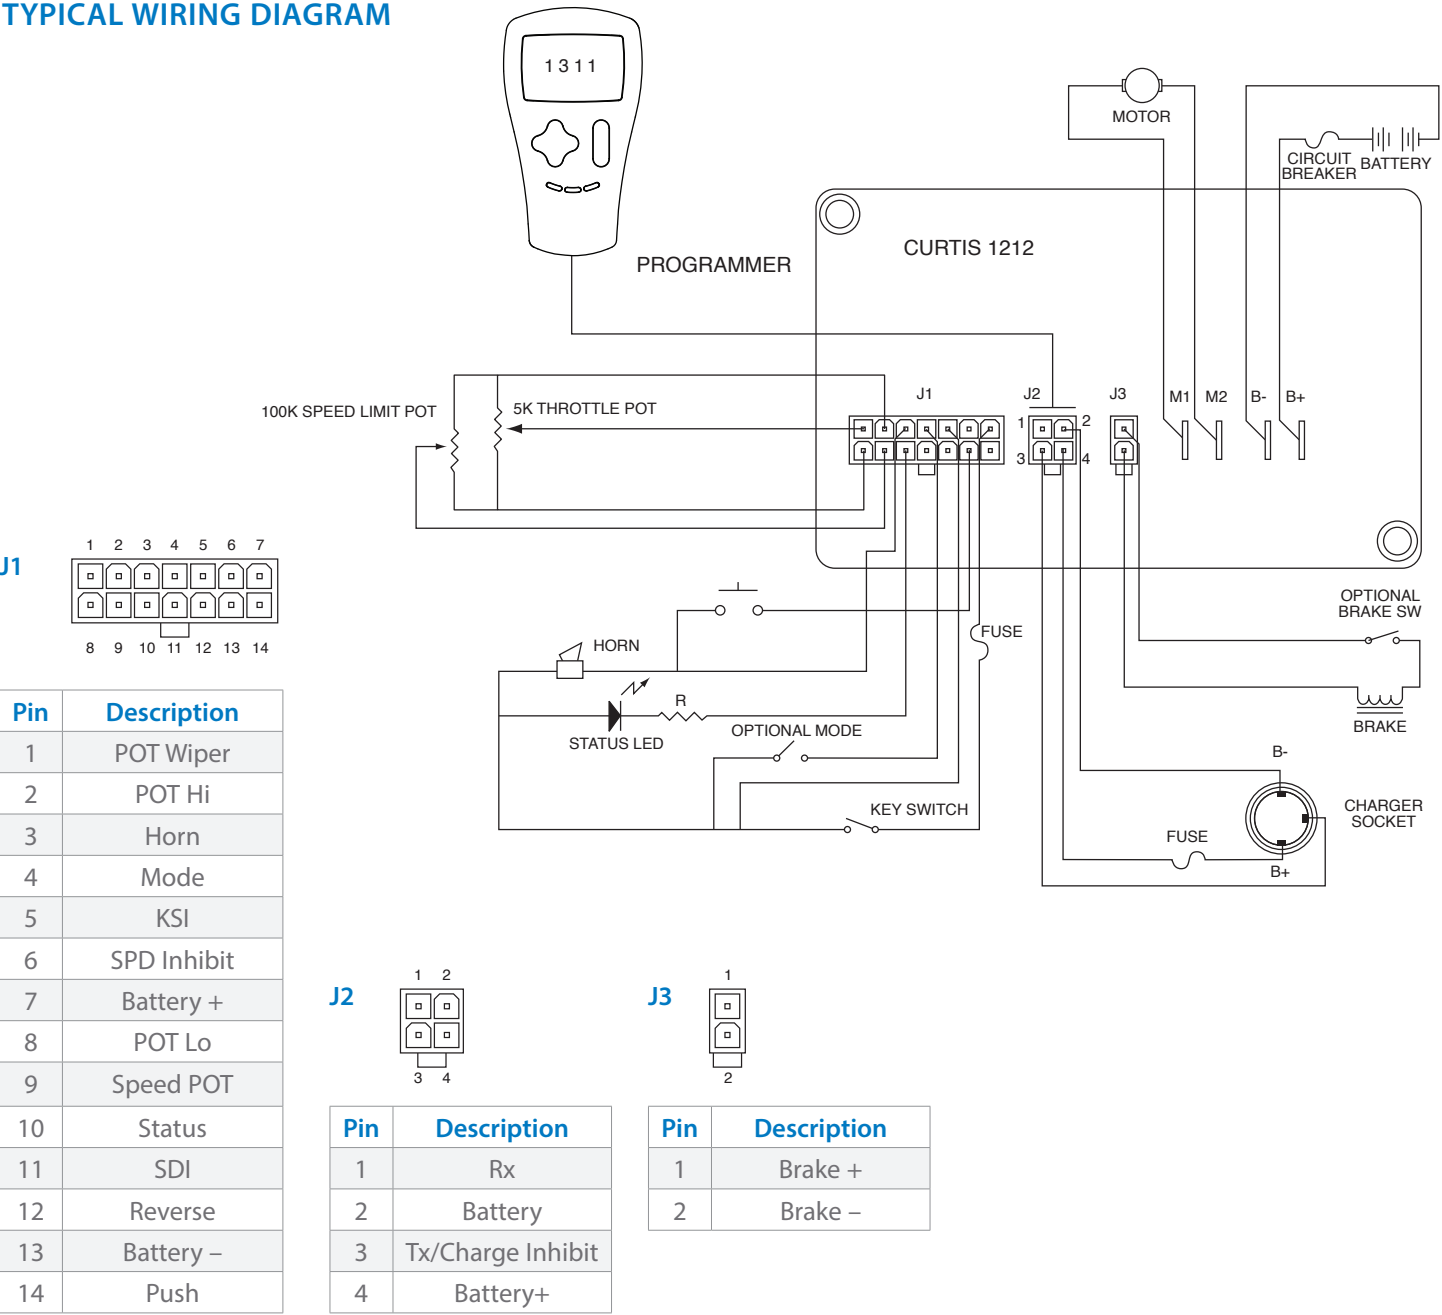 TYPICAL WIRING DIAGRAM
1311
MOTOR
CIRCUIT
BREAKER
BATTERY
PROGRAMMER
CURTIS 1212
100K SPEED LIMIT POT
5K THROTTLE POT
J1
J2
J3
M1
M2
B-
B+
1
2
3
4
FUSE
HORN
R
STATUS LED
OPTIONAL MODE
KEY SWITCH
OPTIONAL
BRAKE SW
BRAKE
B-
CHARGER
SOCKET
FUSE
B+
J1
1 2 3 4 5 6 7
8 9 10 11 12 13 14
Pin Description
1 POT Wiper
2 POT Hi
3 Horn
4 Mode
5 KSI
6 SPD Inhibit
7 Battery +
8 POT Lo
9 Speed POT
10 Status
11 SDI
12 Reverse
13 Battery –
14 Push
J2
1 2
3 4
Pin Description
1 Rx
2 Battery
3 Tx/Charge Inhibit
4 Battery+
J3
1
2
Pin Description
1 Brake +
2 Brake –